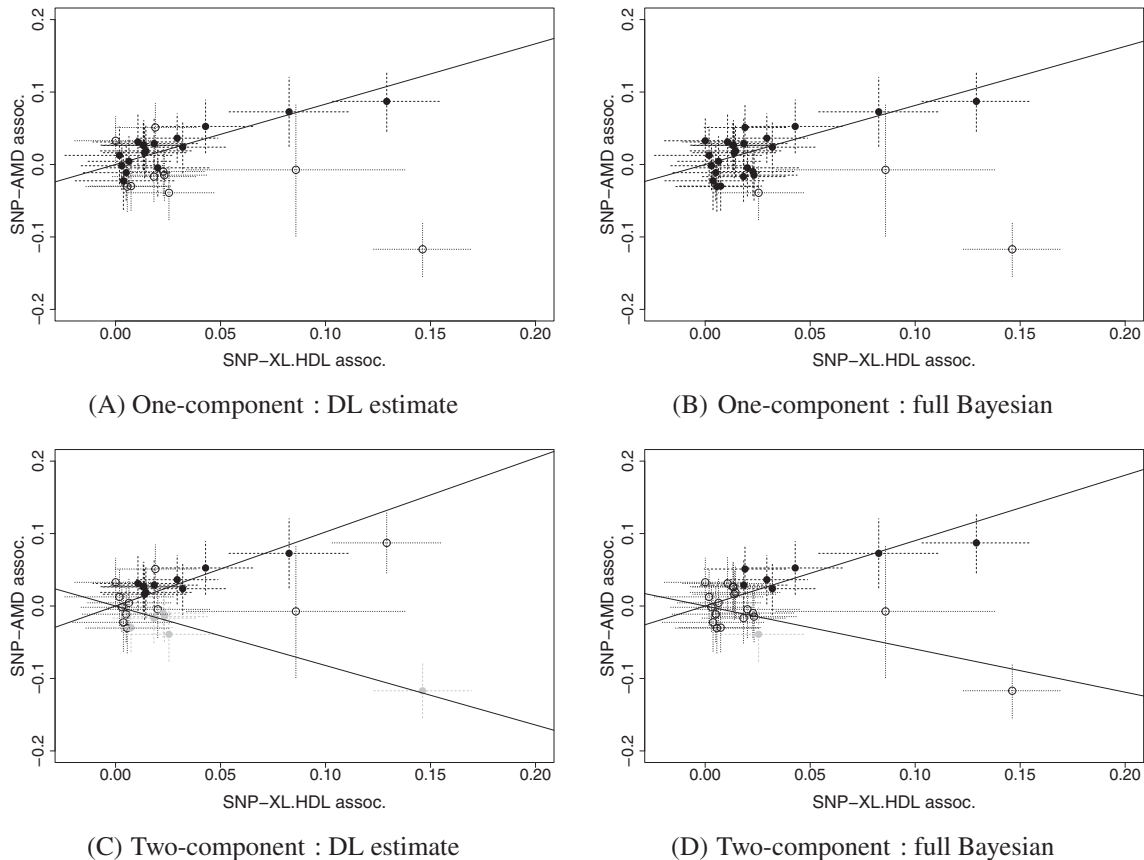 0.2
0.1
0.0
−0.1
−0.2
SNP−AMD assoc.
0.00 0.05 0.10 0.15 0.20
SNP−XL.HDL assoc.
(A) One-component : DL estimate
0.2
0.1
0.0
−0.1
−0.2
SNP−AMD assoc.
0.00 0.05 0.10 0.15 0.20
SNP−XL.HDL assoc.
(B) One-component : full Bayesian
0.2
0.1
0.0
−0.1
−0.2
SNP−AMD assoc.
0.00 0.05 0.10 0.15 0.20
SNP−XL.HDL assoc.
(C) Two-component : DL estimate
0.2
0.1
0.0
−0.1
−0.2
SNP−AMD assoc.
0.00 0.05 0.10 0.15 0.20
SNP−XL.HDL assoc.
(D) Two-component : full Bayesian